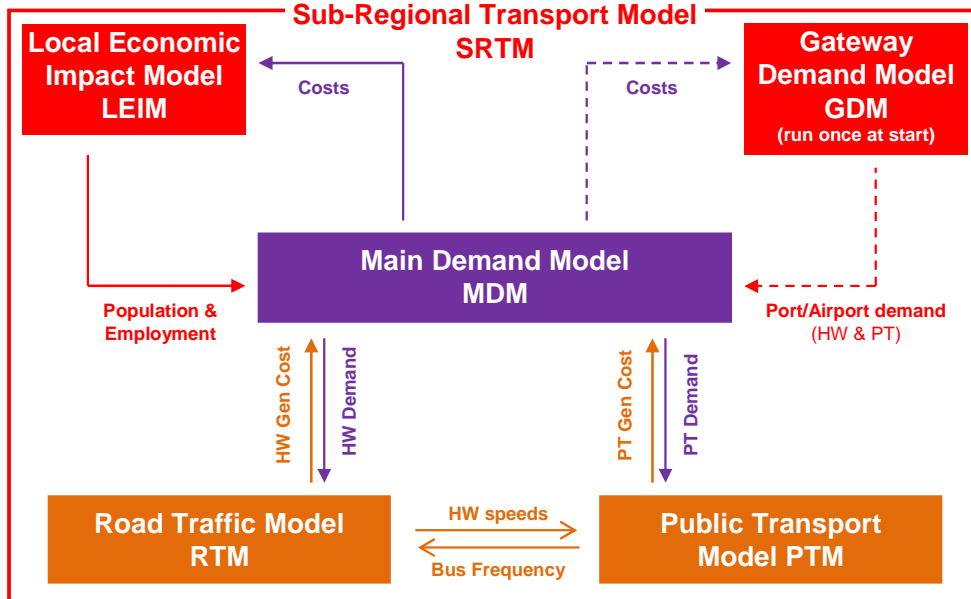 Sub-Regional Transport Model
SRTM
Local Economic
Impact Model
LEIM
Gateway
Demand Model
GDM
(run once at start)
Costs
Costs
Main Demand Model
MDM
Population &
Employment
Port/Airport demand
(HW & PT)
HW Gen Cost
HW Demand
PT Gen Cost
PT Demand
Road Traffic Model
RTM
HW speeds
Bus Frequency
Public Transport
Model PTM